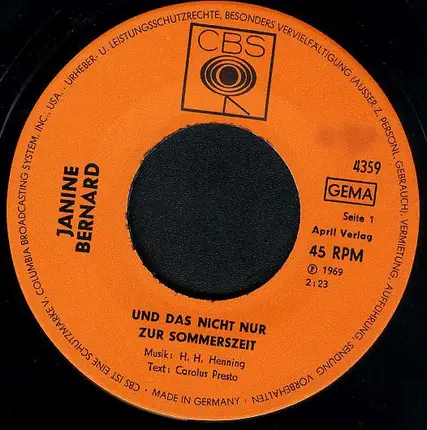 CBS IST EINE SCHUTZMARKE V. COLUMBIA BROADCASTING SYSTEM, INC., USA. - URHEBER- U. LEISTUNGSSCHUTZRECHTE, BESONDERS VERVIELFÄLTIGUNG (AUSSER Z. PERSÖNL. GEBRAUCH), VERMIETUNG, AUFFÜHRUNG, SENDUNG VORBEHALTEN
CBS
JANINE
BERNARD
4359
GEMA
Seite 1
April Verlag
45 RPM
Ⓟ 1969
2:23
UND DAS NICHT NUR
ZUR SOMMERSZEIT
Musik: H. H. Henning
Text: Carolus Presto
MADE IN GERMANY